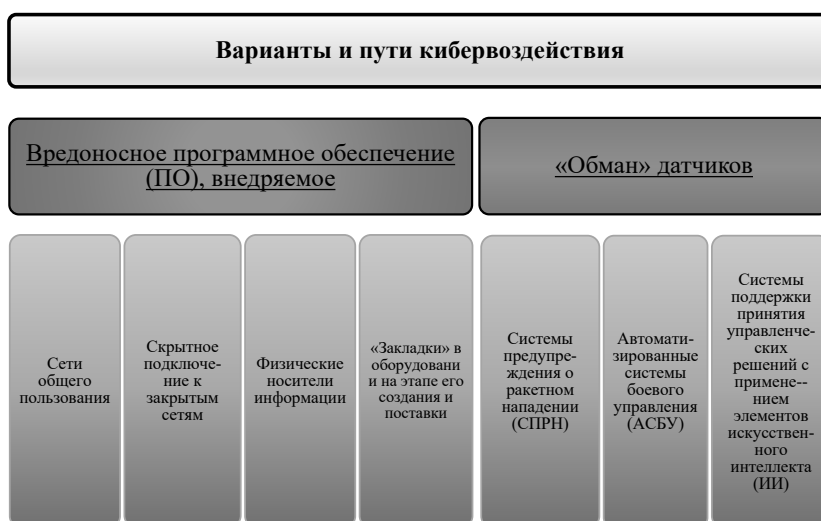 Варианты и пути кибервоздействия
Вредоносное программное обеспечение
(ПО), внедряемое
«Обман» датчиков
Сети
общего
пользования
Скрытное
подключе-
ние к
закрытым
сетям
Физические
носители
информации
«Закладки» в
оборудовани
и на этапе его
создания и
поставки
Системы
предупре-
ждения о
ракетном
нападении
(СПРН)
Автомати-
зированные
системы
боевого
управления
(АСБУ)
Системы
поддержки
принятия
управленче-
ских
решений с
примене--
нием
элементов
искусствен-
ного
интеллекта
(ИИ)